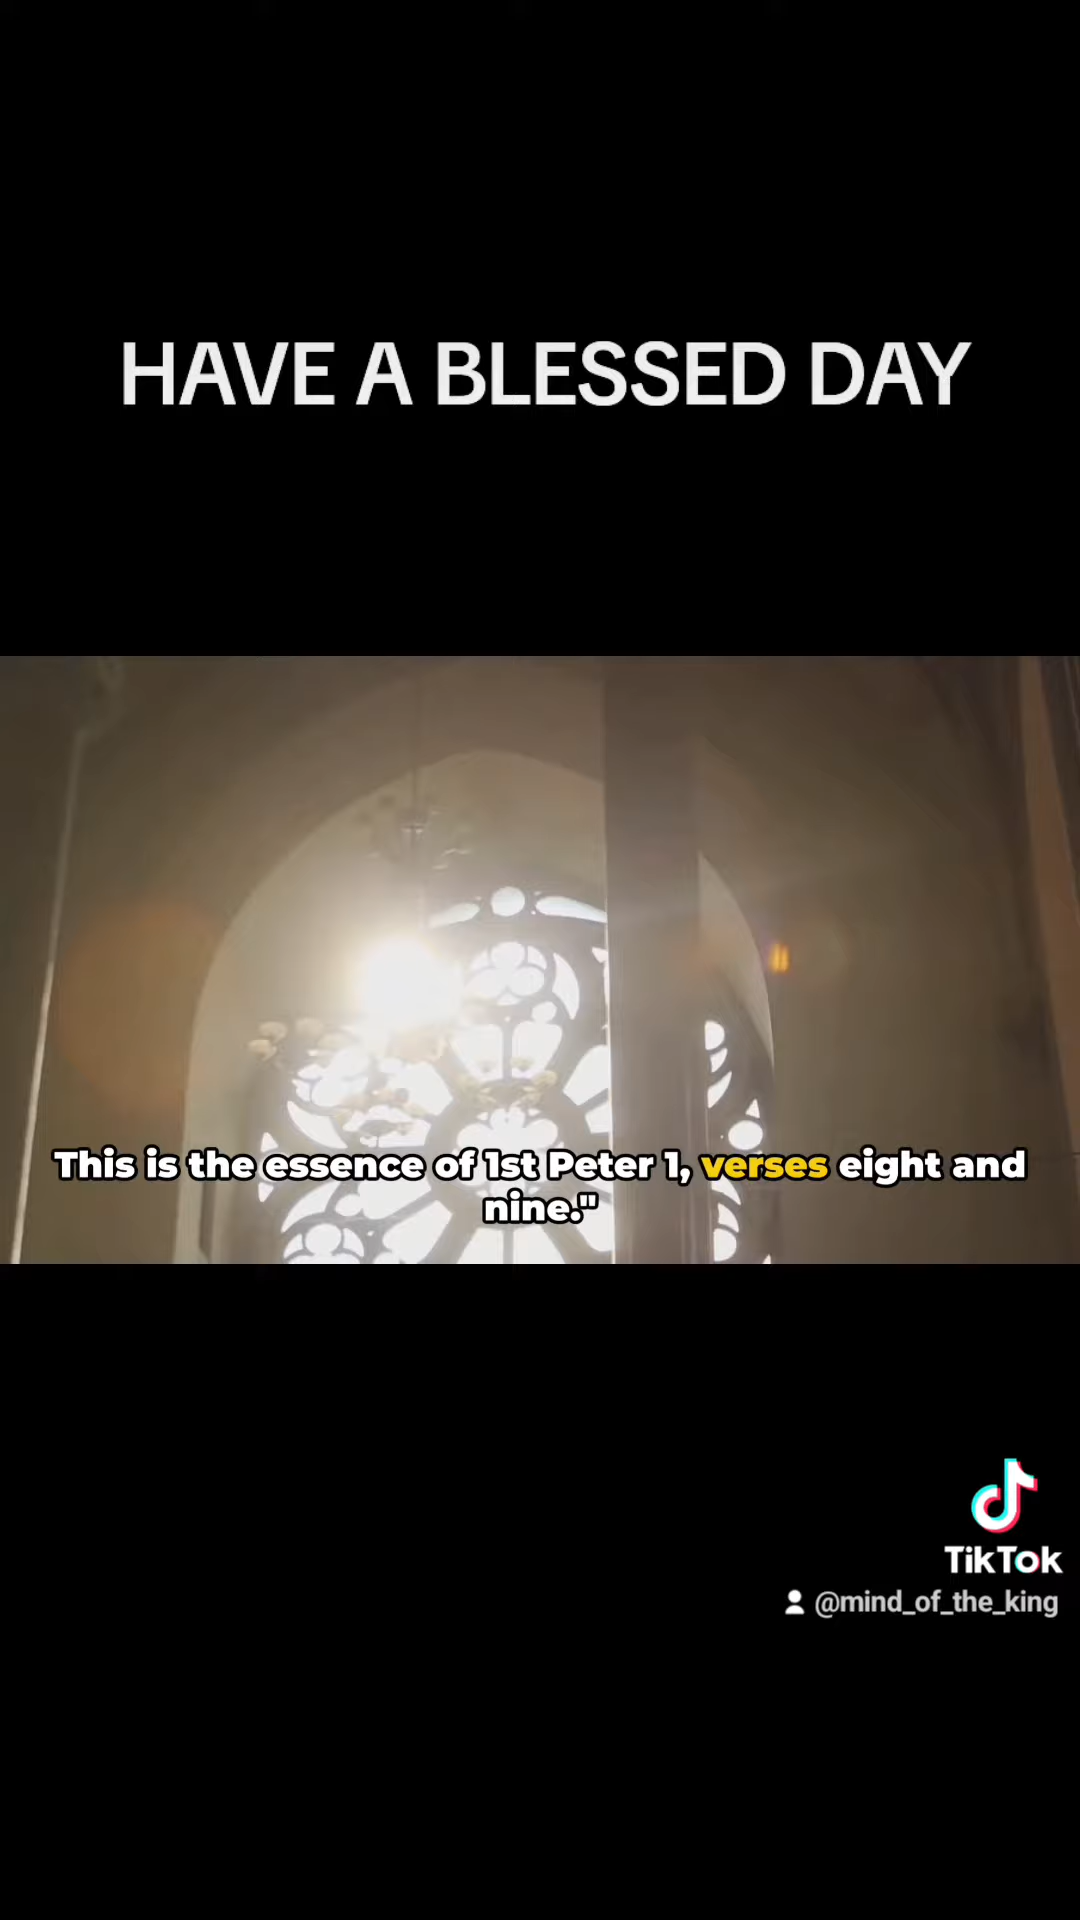 HAVE A BLESSED DAY
This is the essence of 1st Peter 1, verses eight and
nine."
TikTok
@mind_of_the_king